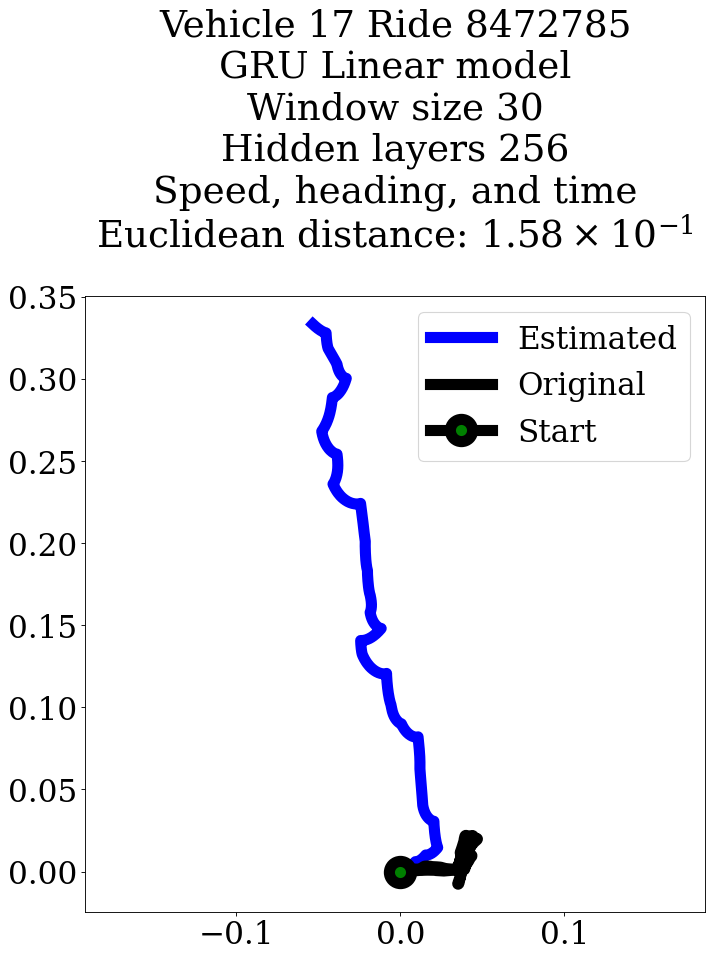 Vehicle 17 Ride 8472785
GRU Linear model
Window size 30
Hidden layers 256
Speed, heading, and time
Euclidean distance: 1.58 × 10⁻¹
0.35
0.30
0.25
0.20
0.15
0.10
0.05
0.00
−0.1
0.0
0.1
Estimated
Original
Start